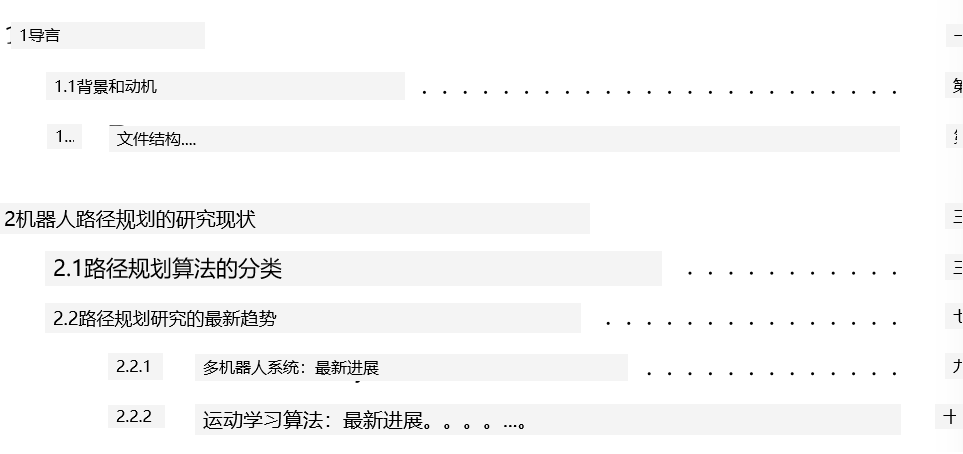 1导言
1.1背景和动机 . . . . . . . . . . . . . . . . . . . . . . . .
1... 文件结构....
2机器人路径规划的研究现状 三
2.1路径规划算法的分类 . . . . . . . . . . . 三
2.2路径规划研究的最新趋势 . . . . . . . . . . . . . . . 七
2.2.1 多机器人系统：最新进展 . . . . . . . . . . . . . 九
2.2.2 运动学习算法：最新进展。。。。...。 十